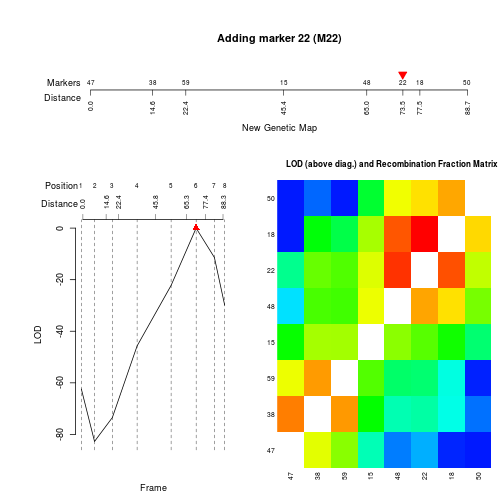 Adding marker 22 (M22)
Markers 47 38 59 15 48 22 18 50
Distance 0.0 14.6 22.4 45.4 65.0 73.5 77.5 88.7
New Genetic Map
Position 1 2 3 4 5 6 7 8
Distance 0.0 14.6 22.4 45.8 65.3 77.4 88.3
LOD
0
-20
-40
-60
-80
Frame
LOD (above diag.) and Recombination Fraction Matrix
50
18
22
48
15
59
38
47
47 38 59 15 48 22 18 50